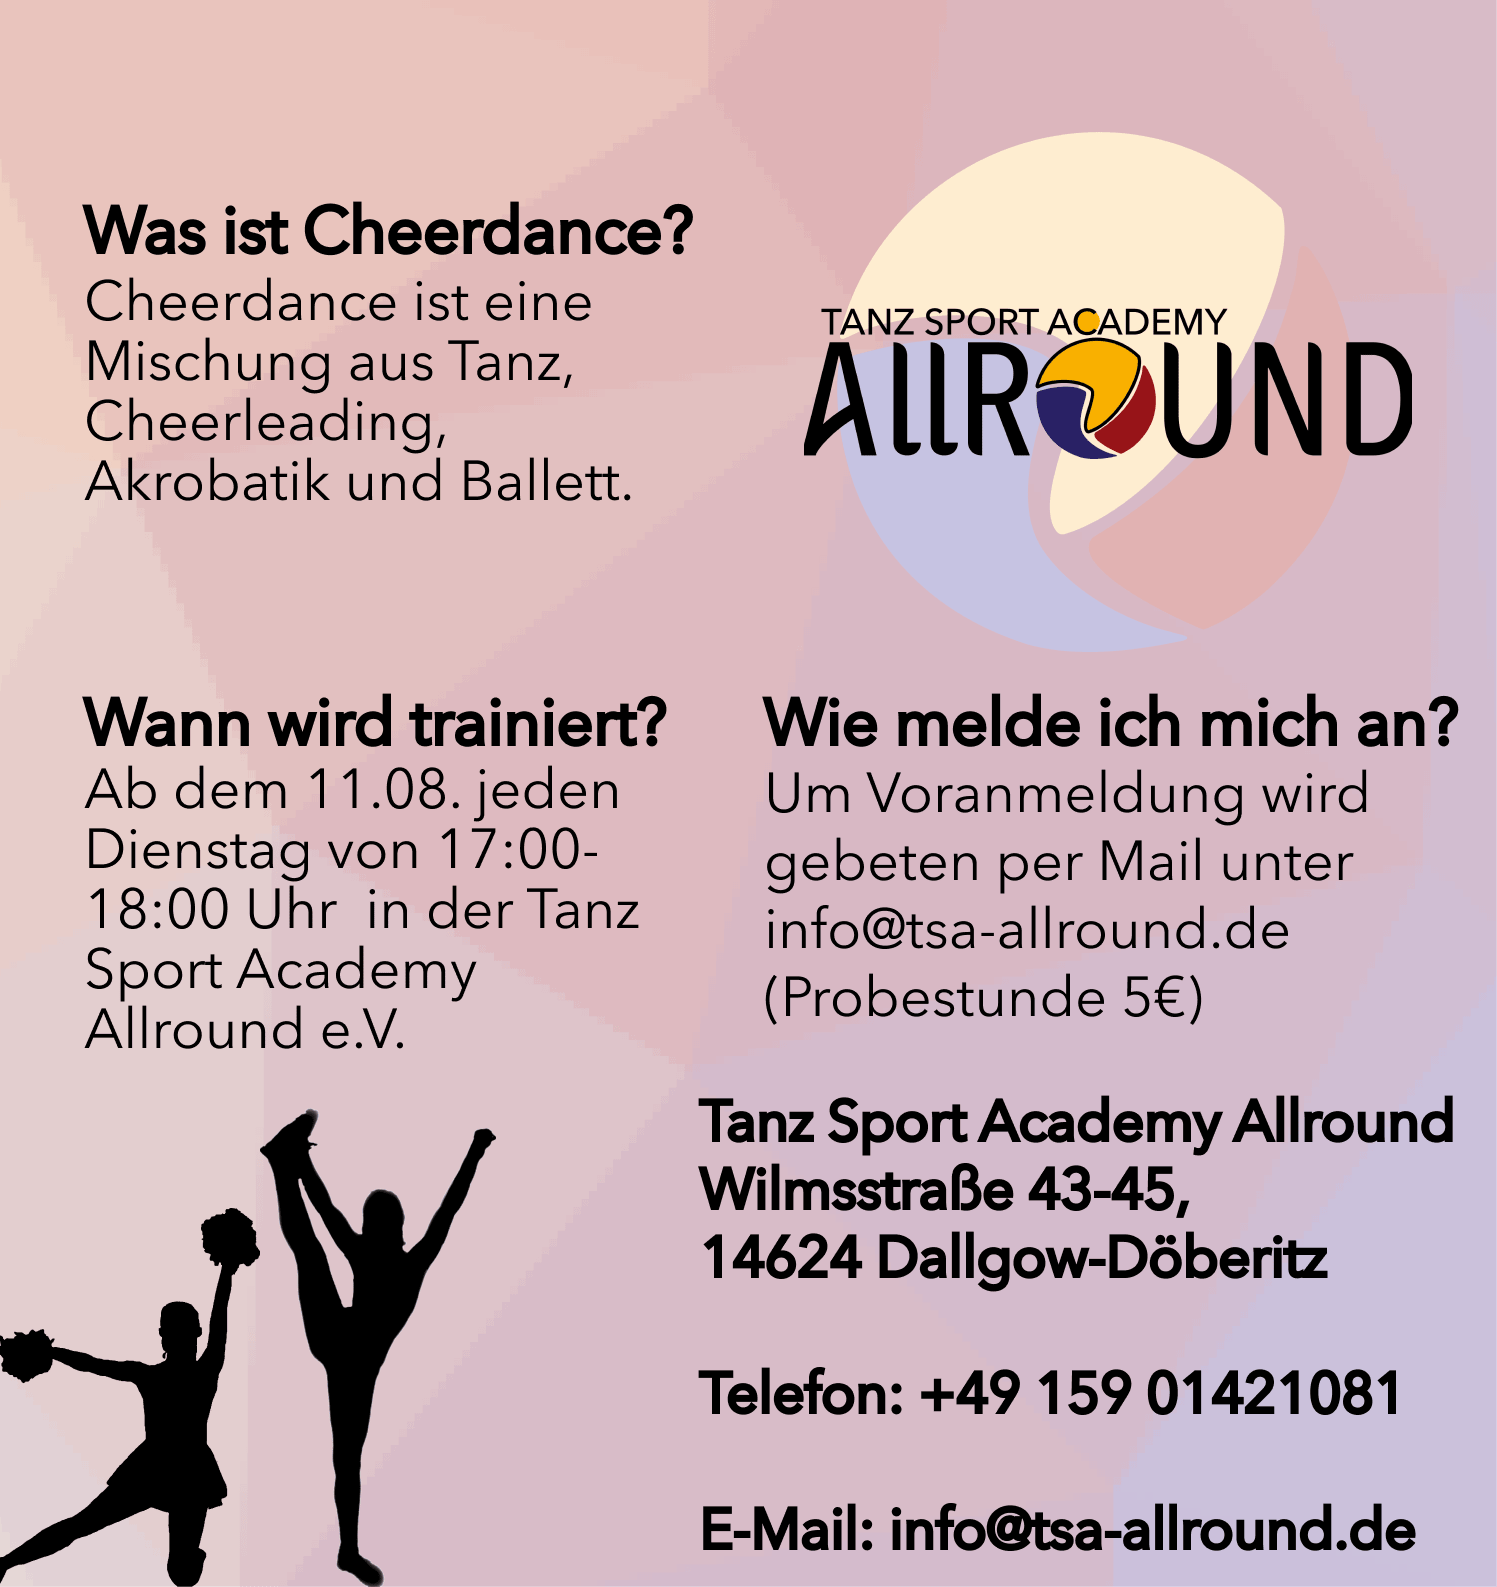 Was ist Cheerdance?
Cheerdance ist eine
Mischung aus Tanz,
Cheerleading,
Akrobatik und Ballett.
TANZ SPORT ACADEMY
ALLROUND
Wann wird trainiert?
Ab dem 11.08. jeden
Dienstag von 17:00-
18:00 Uhr  in der Tanz
Sport Academy
Allround e.V.
Wie melde ich mich an?
Um Voranmeldung wird
gebeten per Mail unter
info@tsa-allround.de
(Probestunde 5€)
Tanz Sport Academy Allround
Wilmsstraße 43-45,
14624 Dallgow-Döberitz
Telefon: +49 159 01421081
E-Mail: info@tsa-allround.de